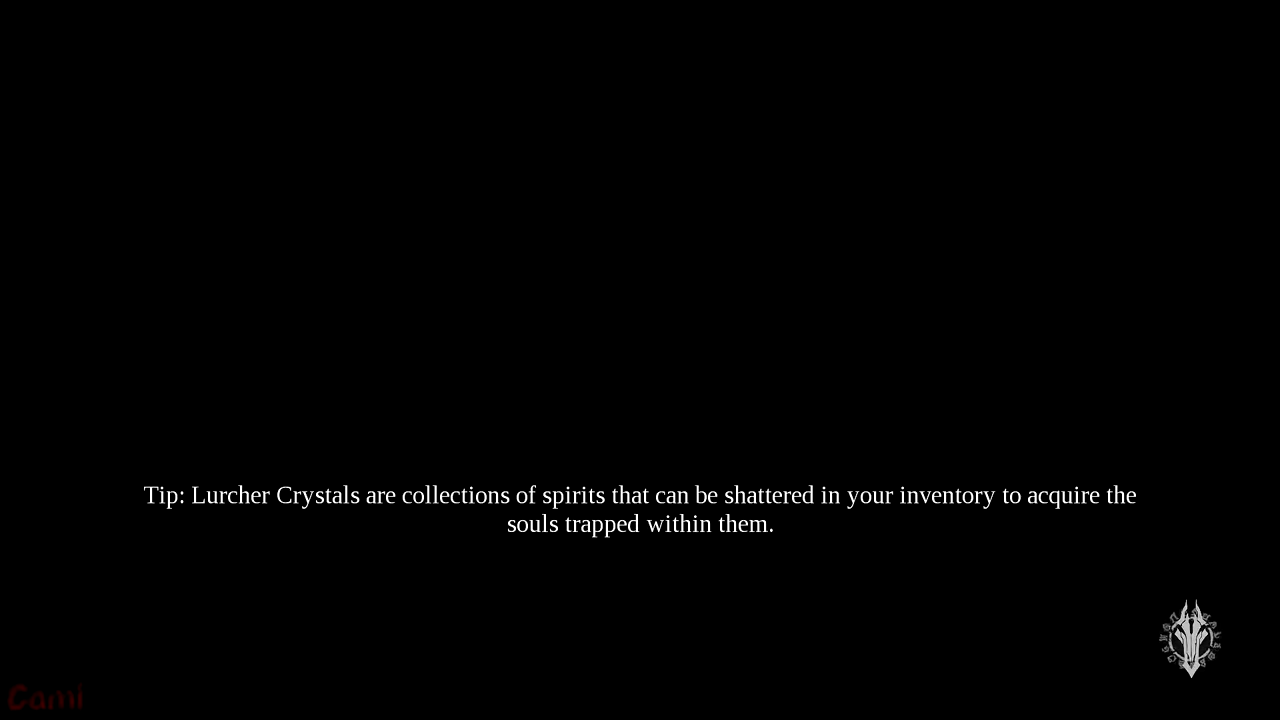 Tip: Lurcher Crystals are collections of spirits that can be shattered in your inventory to acquire the
souls trapped within them.
Cami